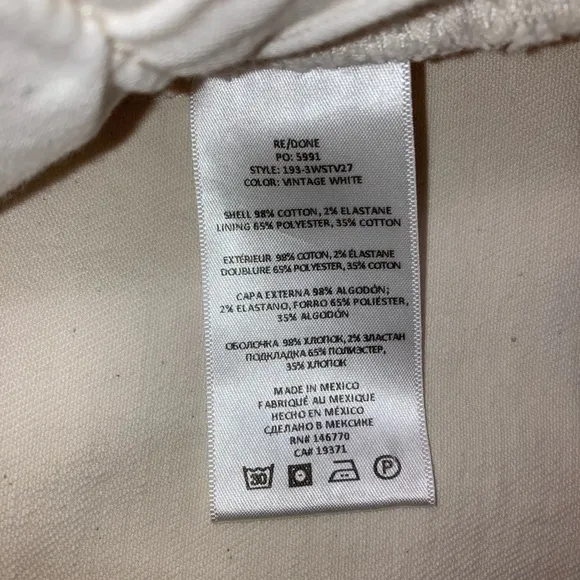 RE/DONE
PO: 5991
STYLE: 193-3WSTV27
COLOR: VINTAGE WHITE
SHELL 98% COTTON, 2% ELASTANE
LINING 65% POLYESTER, 35% COTTON
EXTÉRIEUR 98% COTON, 2% ÉLASTANE
DOUBLURE 65% POLYESTER, 35% COTON
CAPA EXTERNA 98% ALGODÓN;
2% ELASTANO, FORRO 65% POLIÉSTER,
35% ALGODÓN
ОБОЛОЧКА 98% ХЛОПОК, 2% ЭЛАСТАН
ПОДКЛАДКА 65% ПОЛИЭСТЕР,
35% ХЛОПОК
MADE IN MEXICO
FABRIQUÉ AU MEXIQUE
HECHO EN MÉXICO
СДЕЛАНО В МЕКСИКЕ
RN# 146770
CA# 19371
30 P